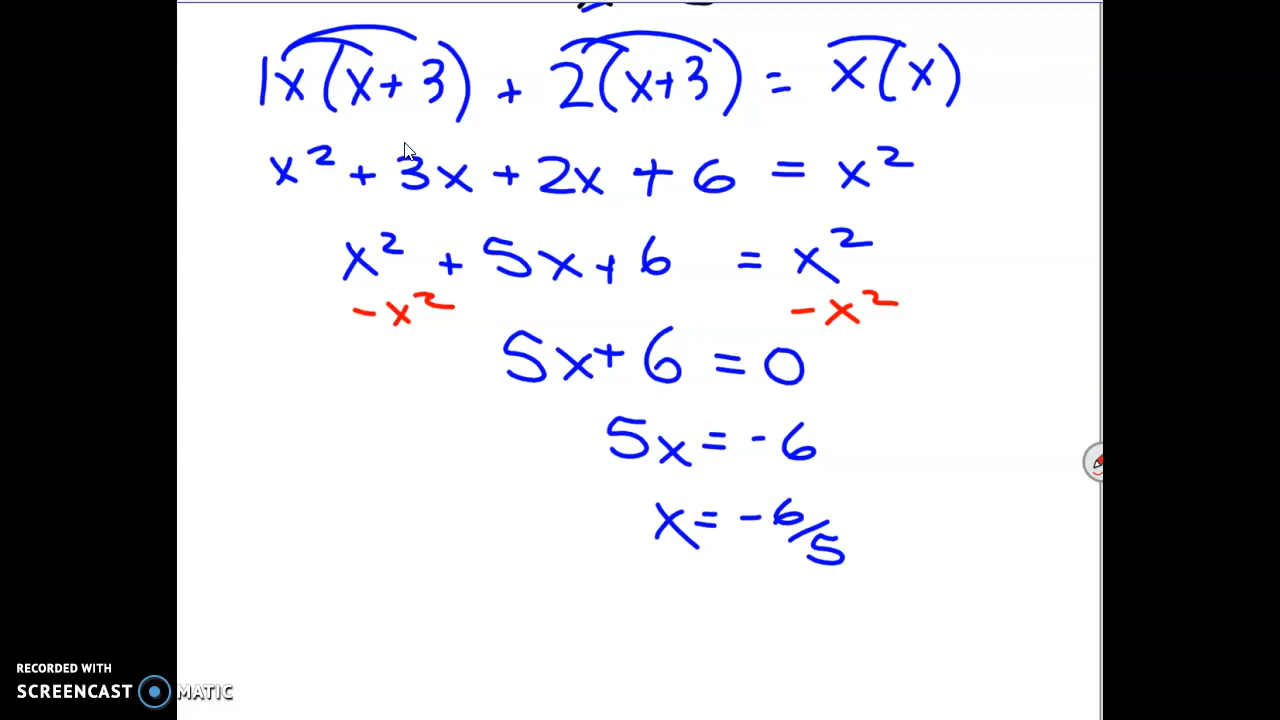 1x(x+3) + 2(x+3) = x(x)
x² + 3x + 2x + 6 = x²
x² + 5x + 6 = x²
-x² -x²
5x + 6 = 0
5x = -6
x = -6/5
RECORDED WITH
SCREENCAST MATIC